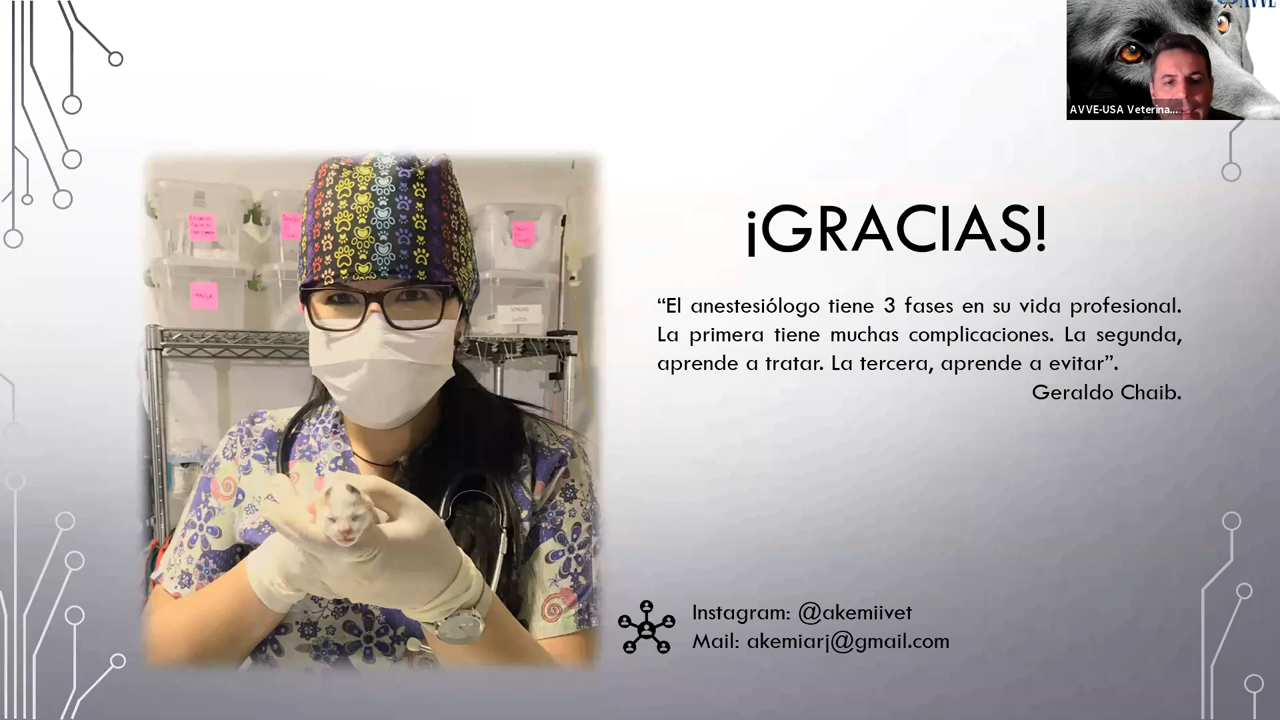 AVVE
AVVE-USA Veterina...
¡GRACIAS!
“El anestesiólogo tiene 3 fases en su vida profesional.
La primera tiene muchas complicaciones. La segunda,
aprende a tratar. La tercera, aprende a evitar”.
Geraldo Chaib.
Instagram: @akemiivet
Mail: akemiarj@gmail.com